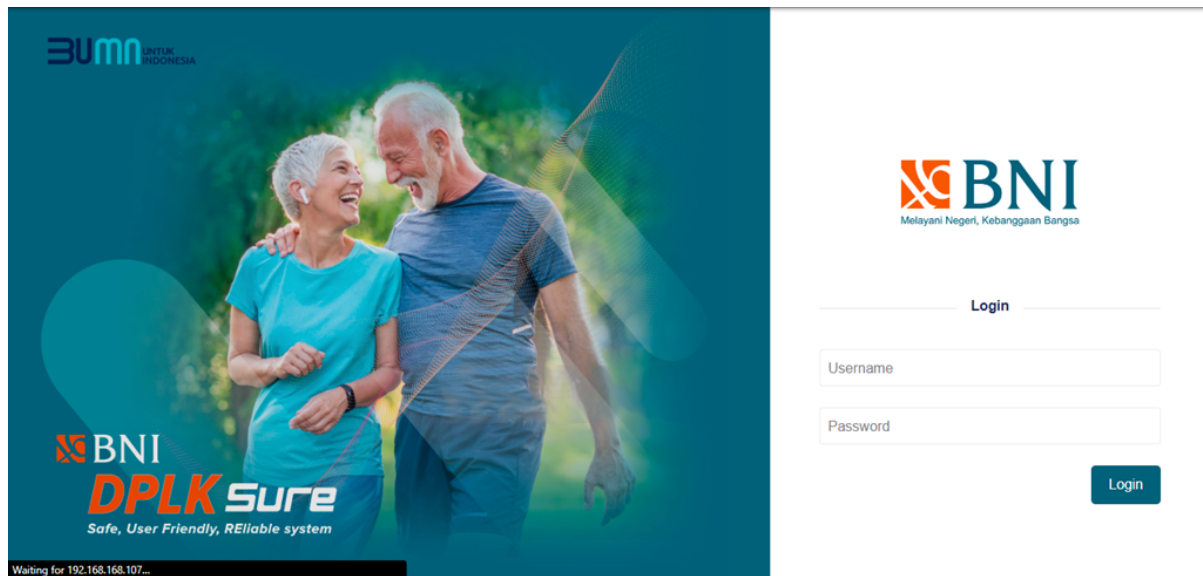 BUMN UNTUK
INDONESIA
BNI
DPLK Sure
Safe, User Friendly, REliable system
Waiting for 192.168.168.107...
BNI
Melayani Negeri, Kebanggaan Bangsa
Login
Username
Password
Login